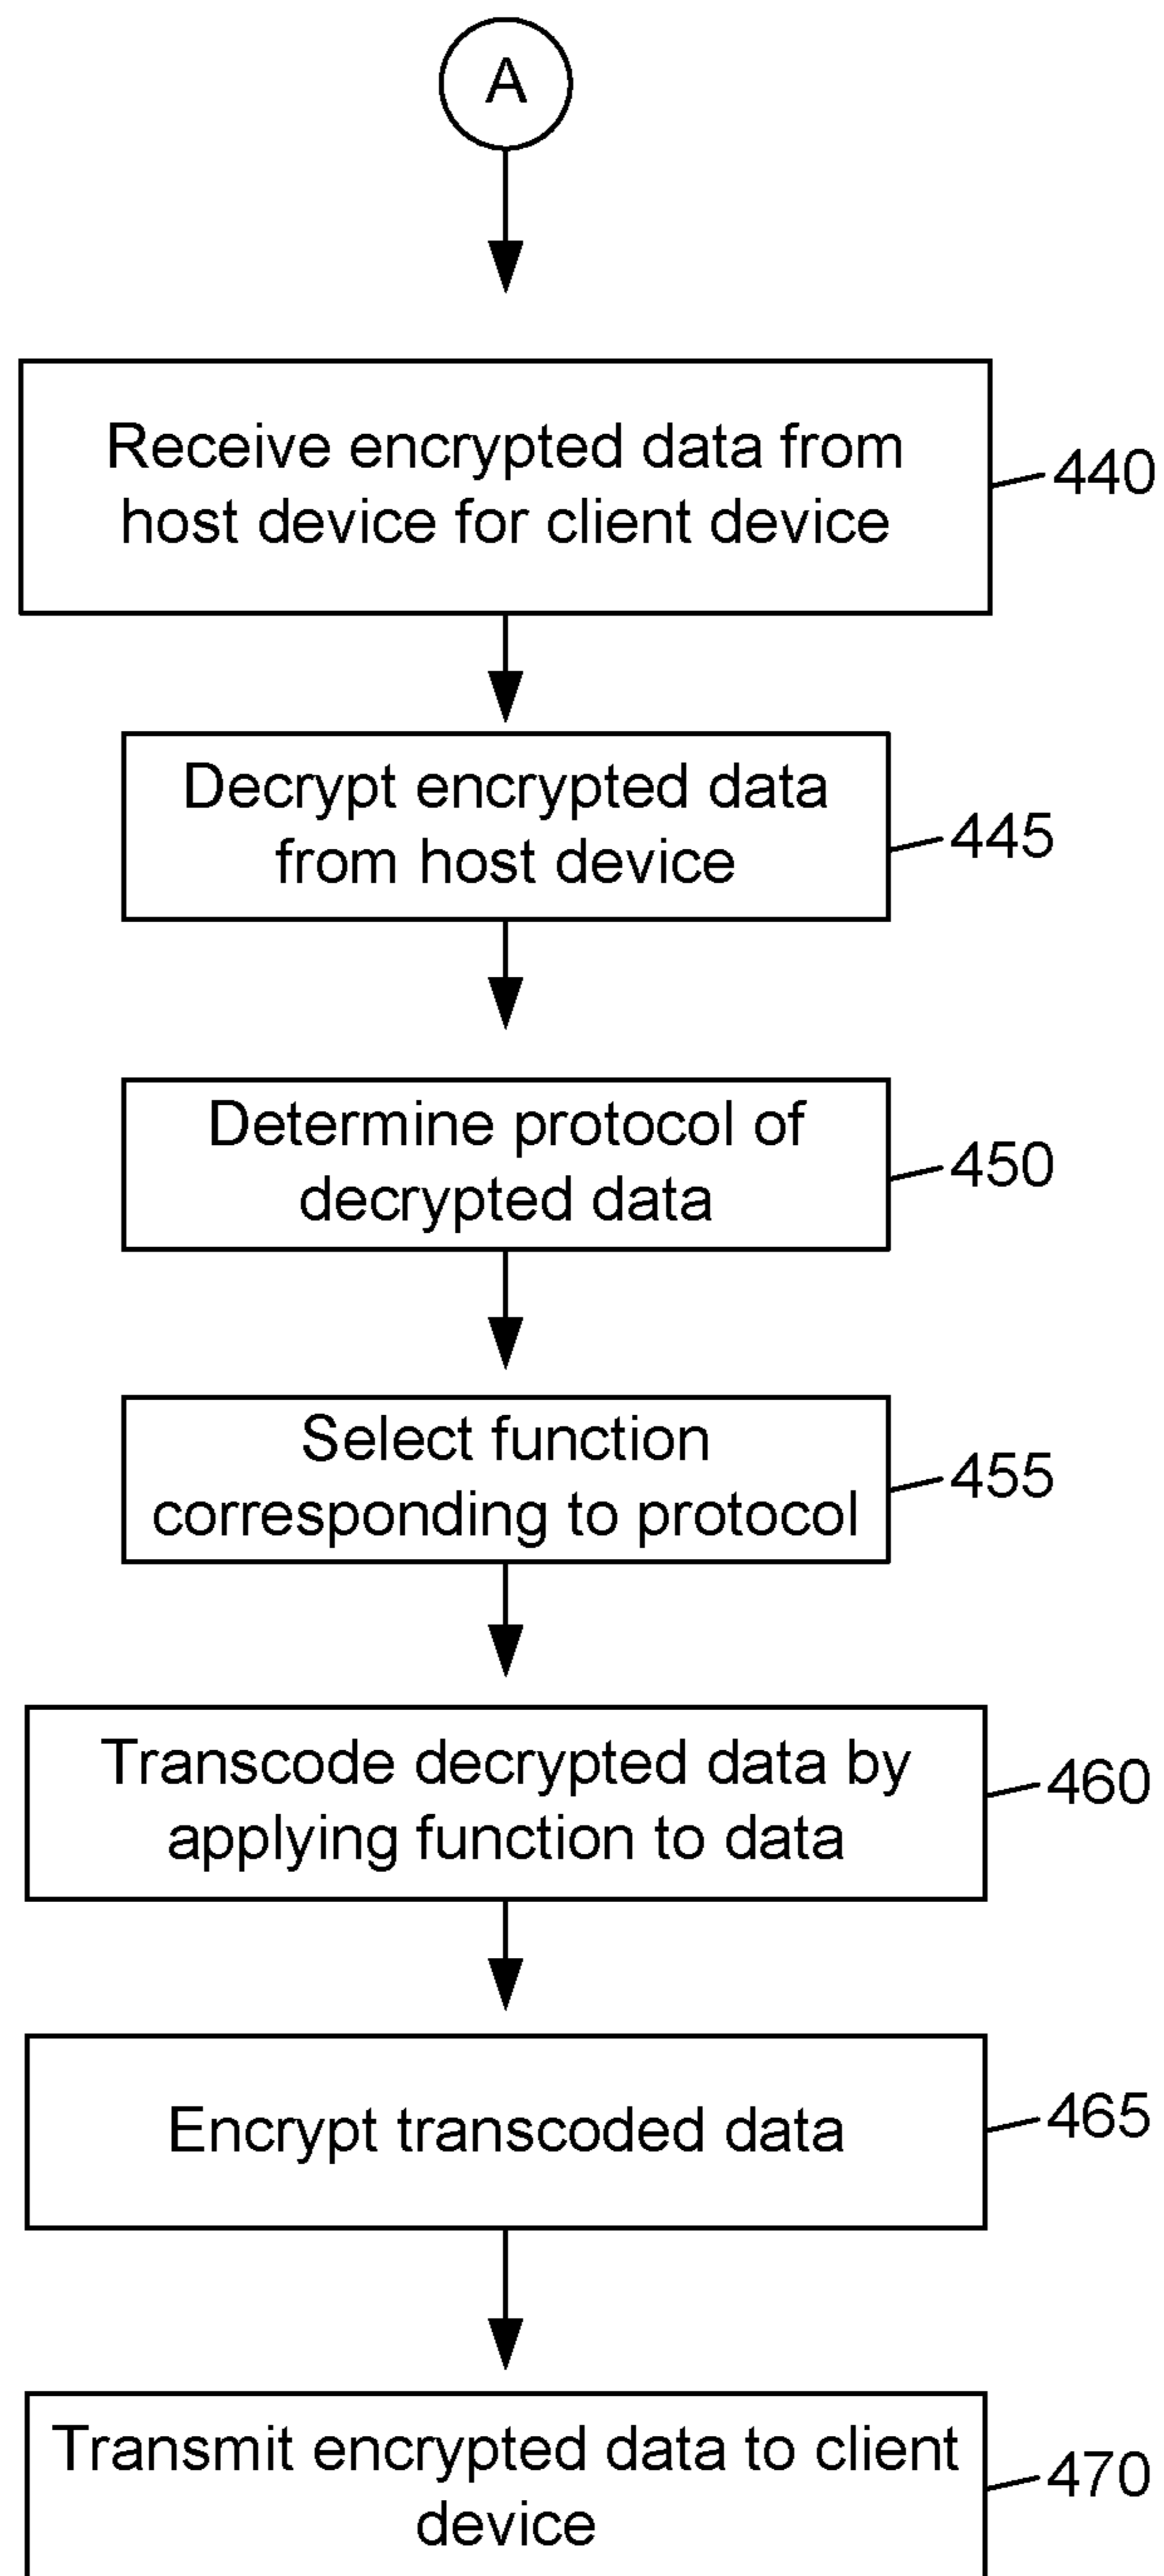 A
Receive encrypted data from
host device for client device
440
Decrypt encrypted data
from host device
445
Determine protocol of
decrypted data
450
Select function
corresponding to protocol
455
Transcode decrypted data by
applying function to data
460
Encrypt transcoded data
465
Transmit encrypted data to client
device
470